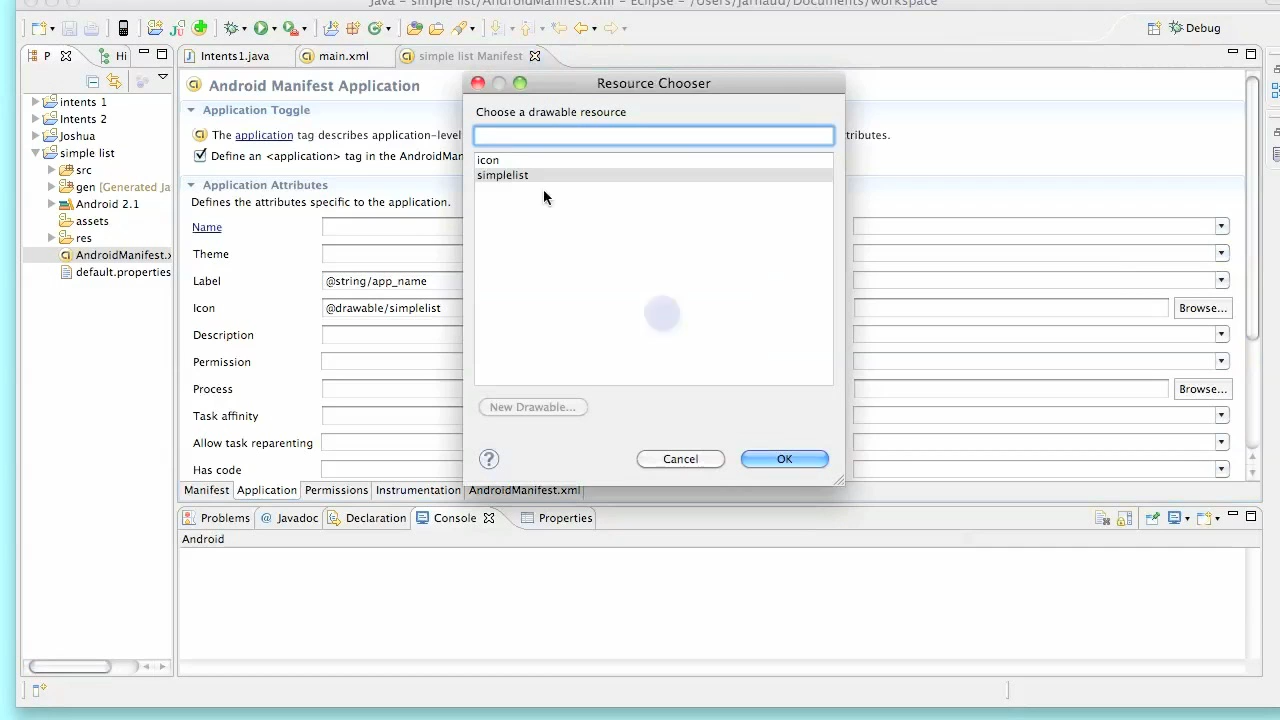 Java - simple list/AndroidManifest.xml - Eclipse - /Users/jarnaud/Documents/workspace
Debug
P
Hi
Intents1.java
main.xml
simple list Manifest
Android Manifest Application
Resource Chooser
intents 1
Intents 2
Joshua
simple list
src
gen [Generated Ja
Android 2.1
assets
res
AndroidManifest.x
default.properties
Application Toggle
The application tag describes application-level
tributes.
Define an <application> tag in the AndroidMan
Application Attributes
Defines the attributes specific to the application.
Name
Theme
Label
@string/app_name
Icon
@drawable/simplelist
Browse...
Description
Permission
Process
Browse...
Task affinity
Allow task reparenting
Has code
Choose a drawable resource
icon
simplelist
New Drawable...
?
Cancel
OK
Manifest
Application
Permissions
Instrumentation
AndroidManifest.xml
Problems
@ Javadoc
Declaration
Console
Properties
Android